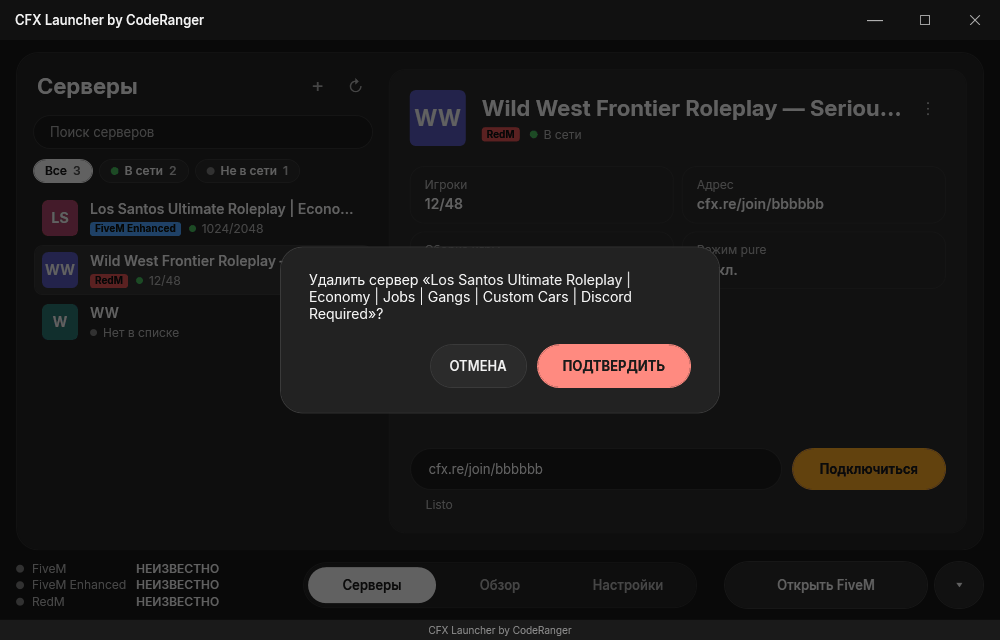 CFX Launcher by CodeRanger
Серверы
+
Поиск серверов
Все 3
В сети 2
Не в сети 1
LS
Los Santos Ultimate Roleplay | Econo...
FiveM Enhanced
1024/2048
WW
Wild West Frontier Roleplay
RedM
12/48
W
WW
Нет в списке
WW
Wild West Frontier Roleplay — Seriou...
RedM
В сети
Игроки
12/48
Адрес
cfx.re/join/bbbbbb
Режим pure
Удалить сервер «Los Santos Ultimate Roleplay |
Economy | Jobs | Gangs | Custom Cars | Discord
Required»?
ОТМЕНА
ПОДТВЕРДИТЬ
cfx.re/join/bbbbbb
Подключиться
Listo
FiveM НЕИЗВЕСТНО
FiveM Enhanced НЕИЗВЕСТНО
RedM НЕИЗВЕСТНО
Серверы
Обзор
Настройки
Открыть FiveM
CFX Launcher by CodeRanger